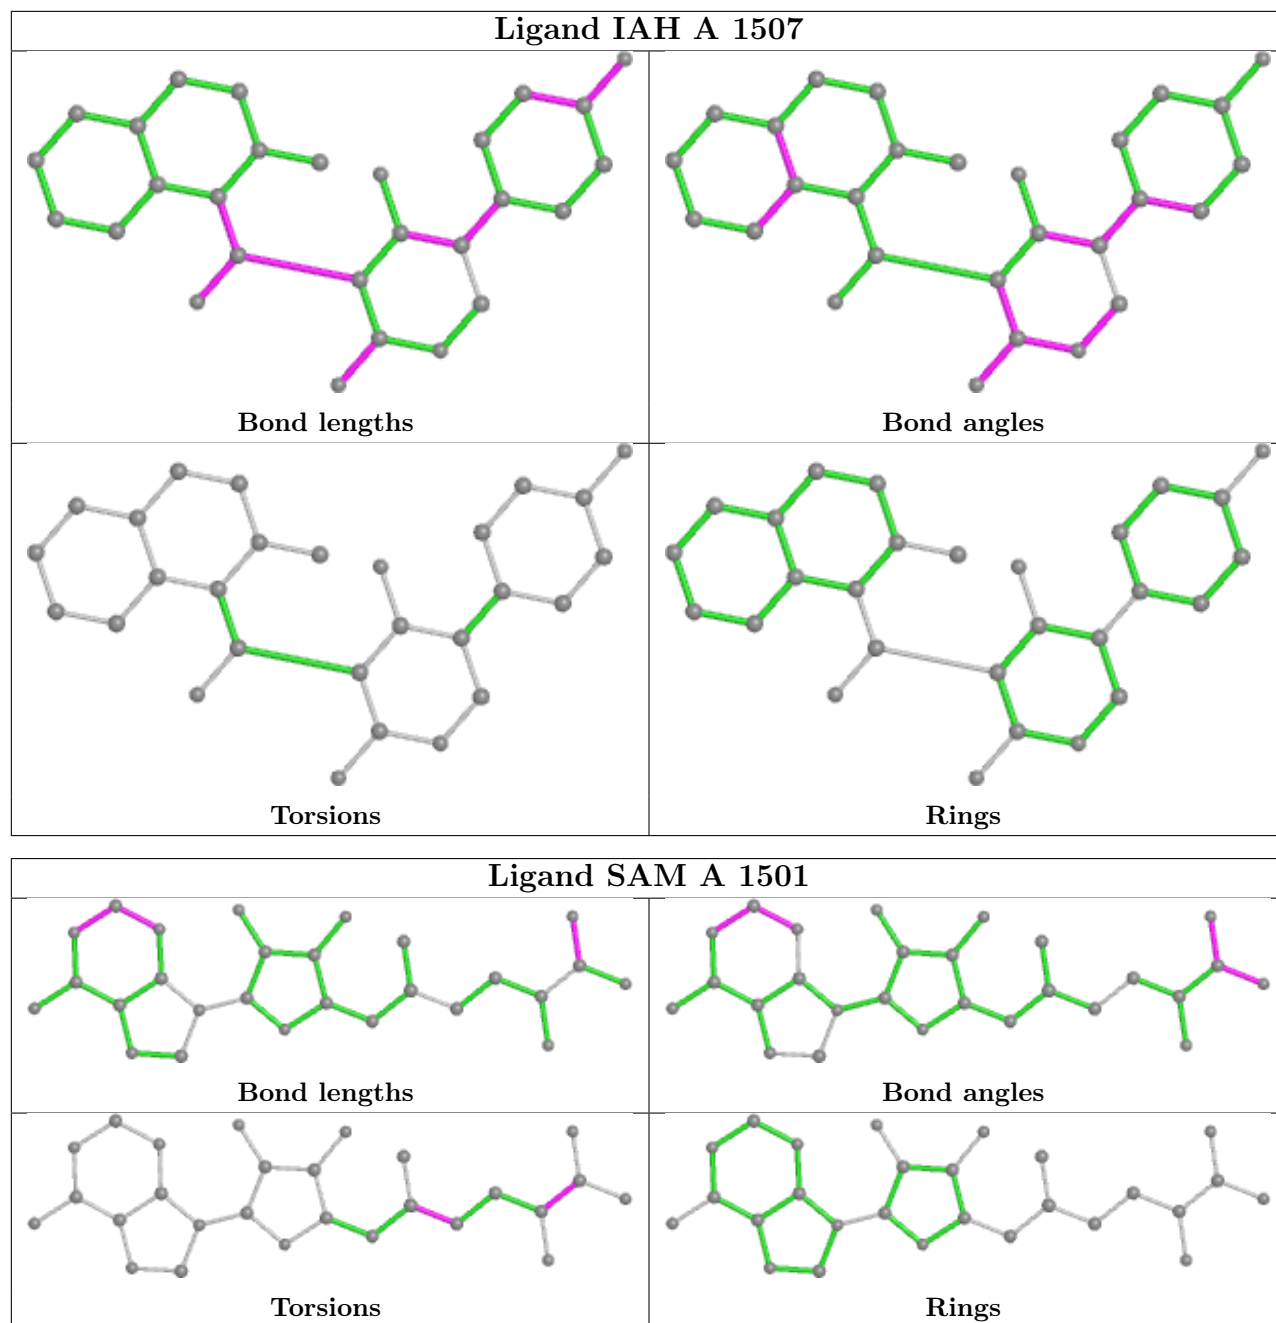 Ligand IAH A 1507
Bond lengths
Bond angles
Torsions
Rings
Ligand SAM A 1501
Bond lengths
Bond angles
Torsions
Rings